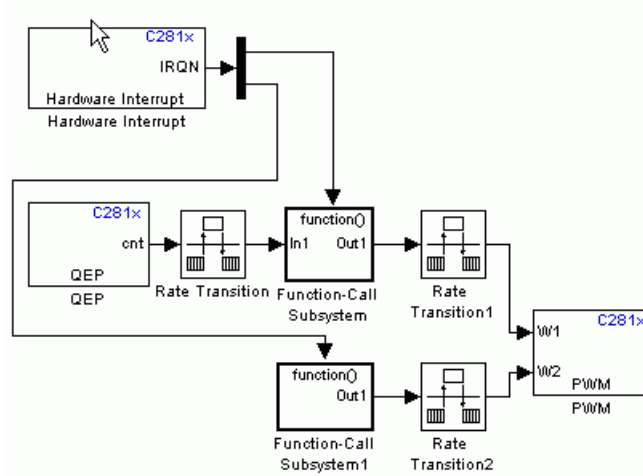 C281x
IRQN
Hardware Interrupt
Hardware Interrupt
C281x
cnt
QEP
QEP
Rate Transition
function()
In1
Out1
Function-Call
Subsystem
Rate
Transition1
C281x
W1
W2
PWM
PWM
function()
Out1
Function-Call
Subsystem1
Rate
Transition2